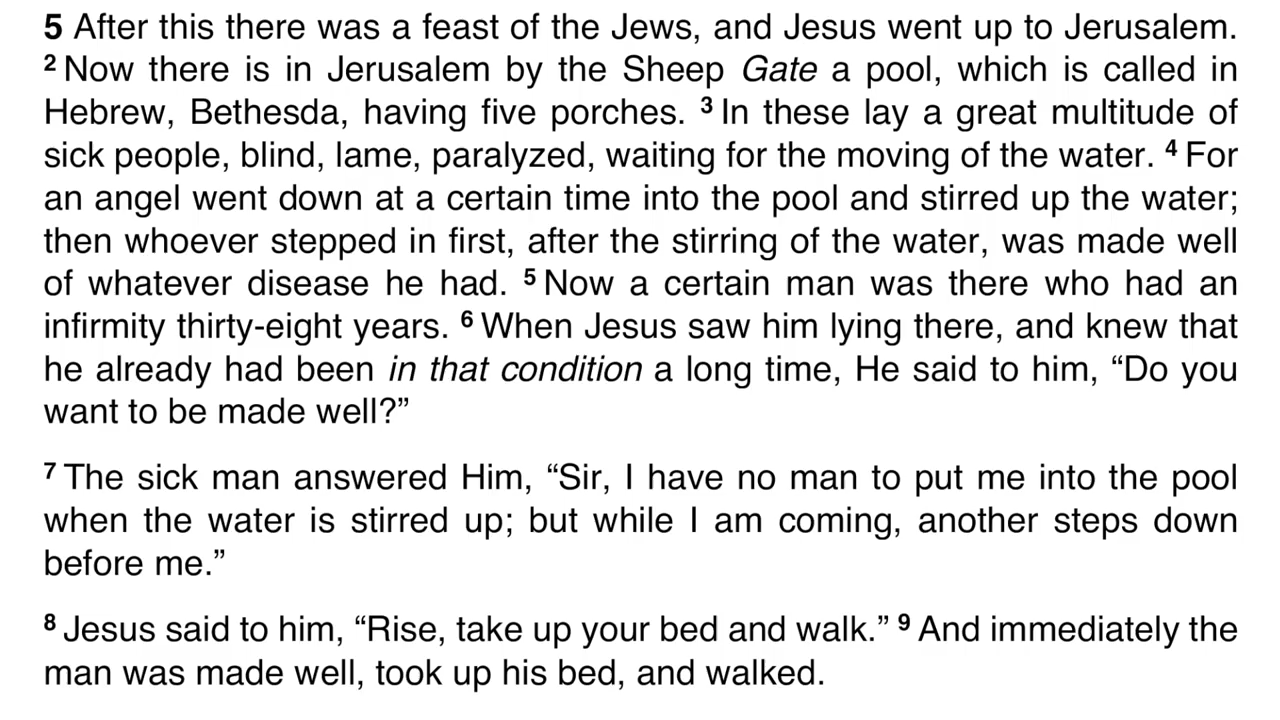 5 After this there was a feast of the Jews, and Jesus went up to Jerusalem.
2 Now there is in Jerusalem by the Sheep Gate a pool, which is called in
Hebrew, Bethesda, having five porches. 3 In these lay a great multitude of
sick people, blind, lame, paralyzed, waiting for the moving of the water. 4 For
an angel went down at a certain time into the pool and stirred up the water;
then whoever stepped in first, after the stirring of the water, was made well
of whatever disease he had. 5 Now a certain man was there who had an
infirmity thirty-eight years. 6 When Jesus saw him lying there, and knew that
he already had been in that condition a long time, He said to him, “Do you
want to be made well?”
7 The sick man answered Him, “Sir, I have no man to put me into the pool
when the water is stirred up; but while I am coming, another steps down
before me.”
8 Jesus said to him, “Rise, take up your bed and walk.” 9 And immediately the
man was made well, took up his bed, and walked.